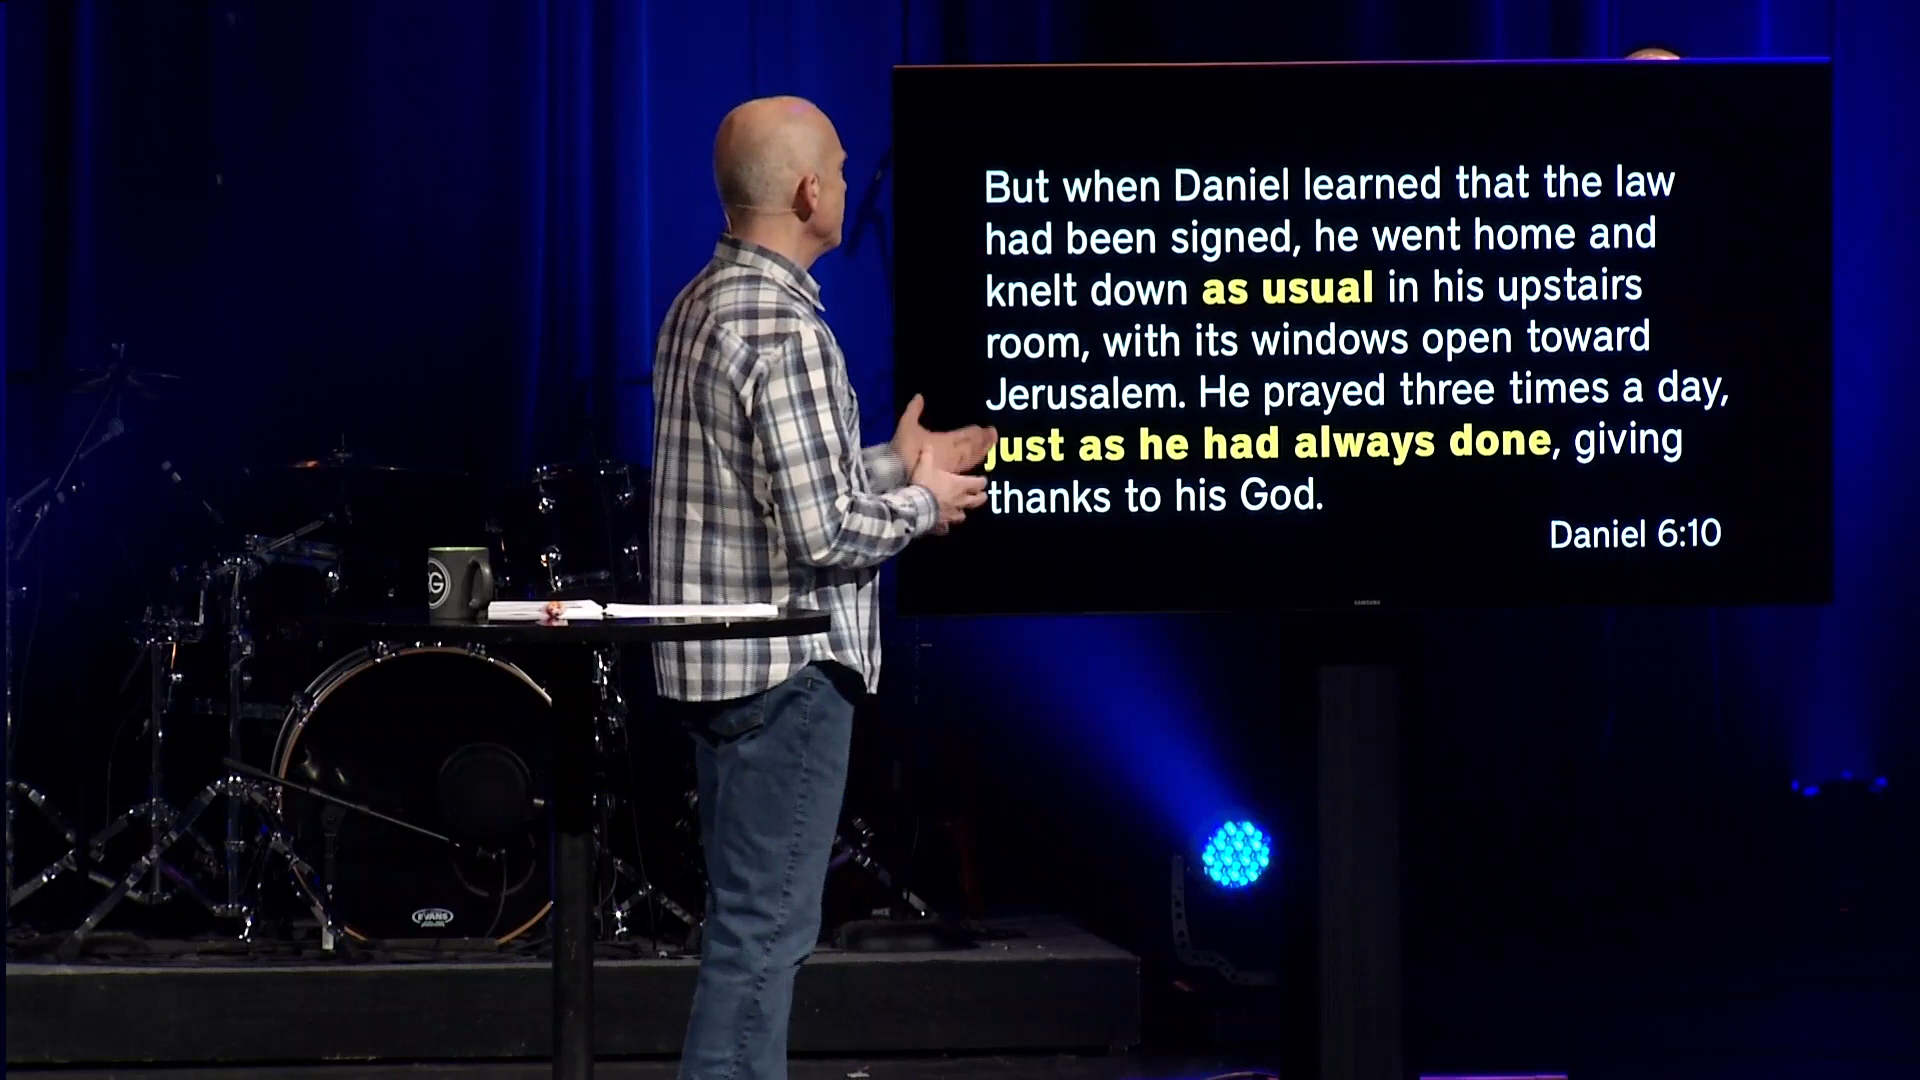 But when Daniel learned that the law
had been signed, he went home and
knelt down as usual in his upstairs
room, with its windows open toward
Jerusalem. He prayed three times a day,
just as he had always done, giving
thanks to his God.
Daniel 6:10
SAMSUNG
EVANS